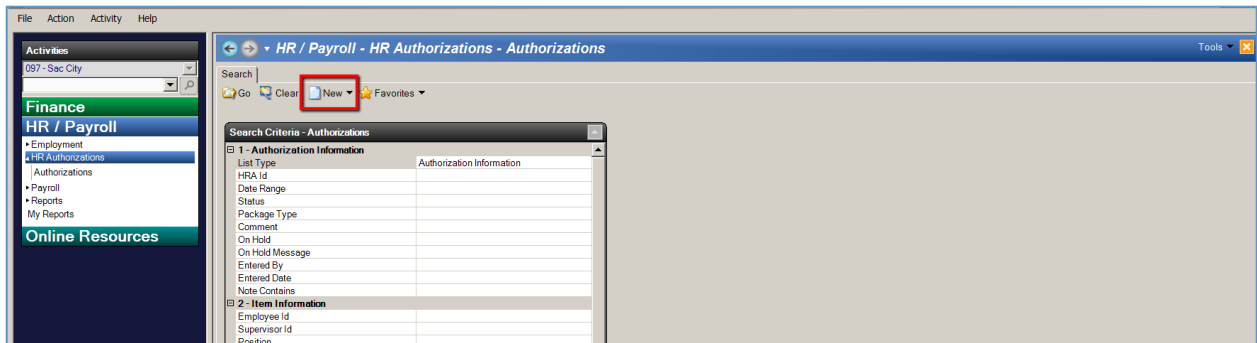 File Action Activity Help
Activities
097 - Sac City
Finance
HR / Payroll
Employment
HR Authorizations
Authorizations
Payroll
Reports
My Reports
Online Resources
HR / Payroll - HR Authorizations - Authorizations
Tools
Search
Go Clear New Favorites
Search Criteria - Authorizations
1 - Authorization Information
List Type Authorization Information
HRA Id
Date Range
Status
Package Type
Comment
On Hold
On Hold Message
Entered By
Entered Date
Note Contains
2 - Item Information
Employee Id
Supervisor Id
Position